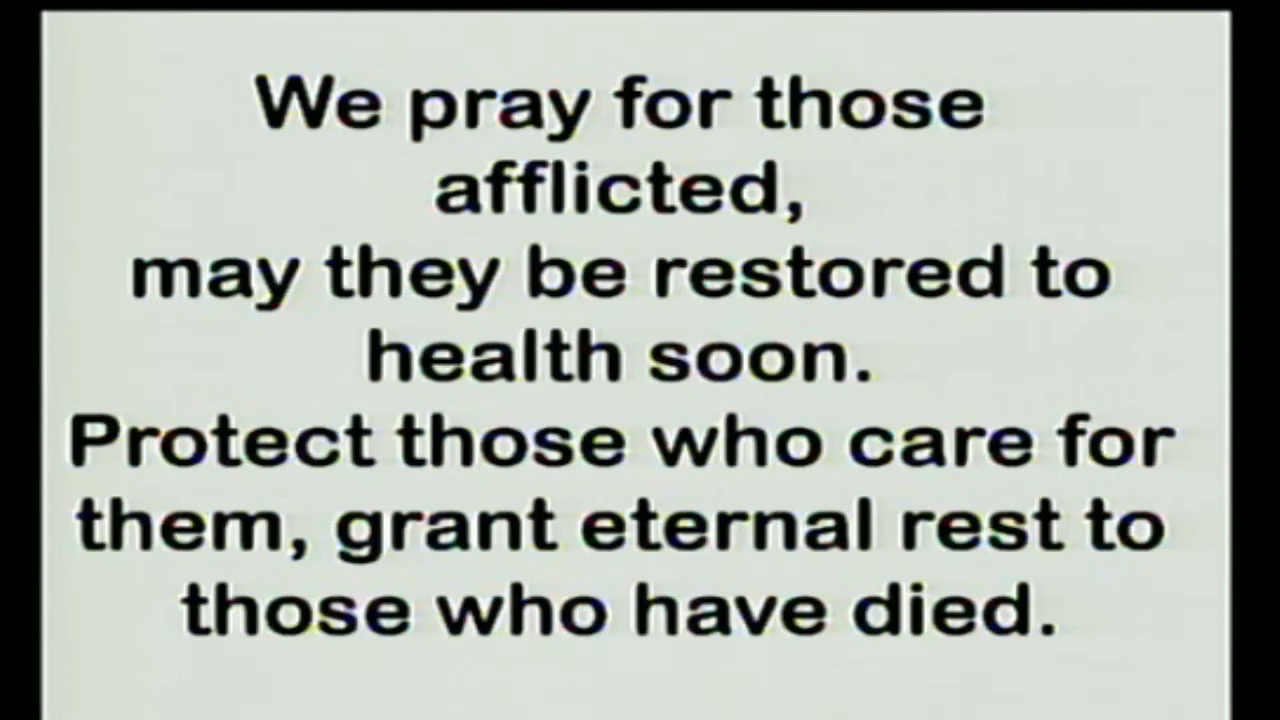 We pray for those
afflicted,
may they be restored to
health soon.
Protect those who care for
them, grant eternal rest to
those who have died.